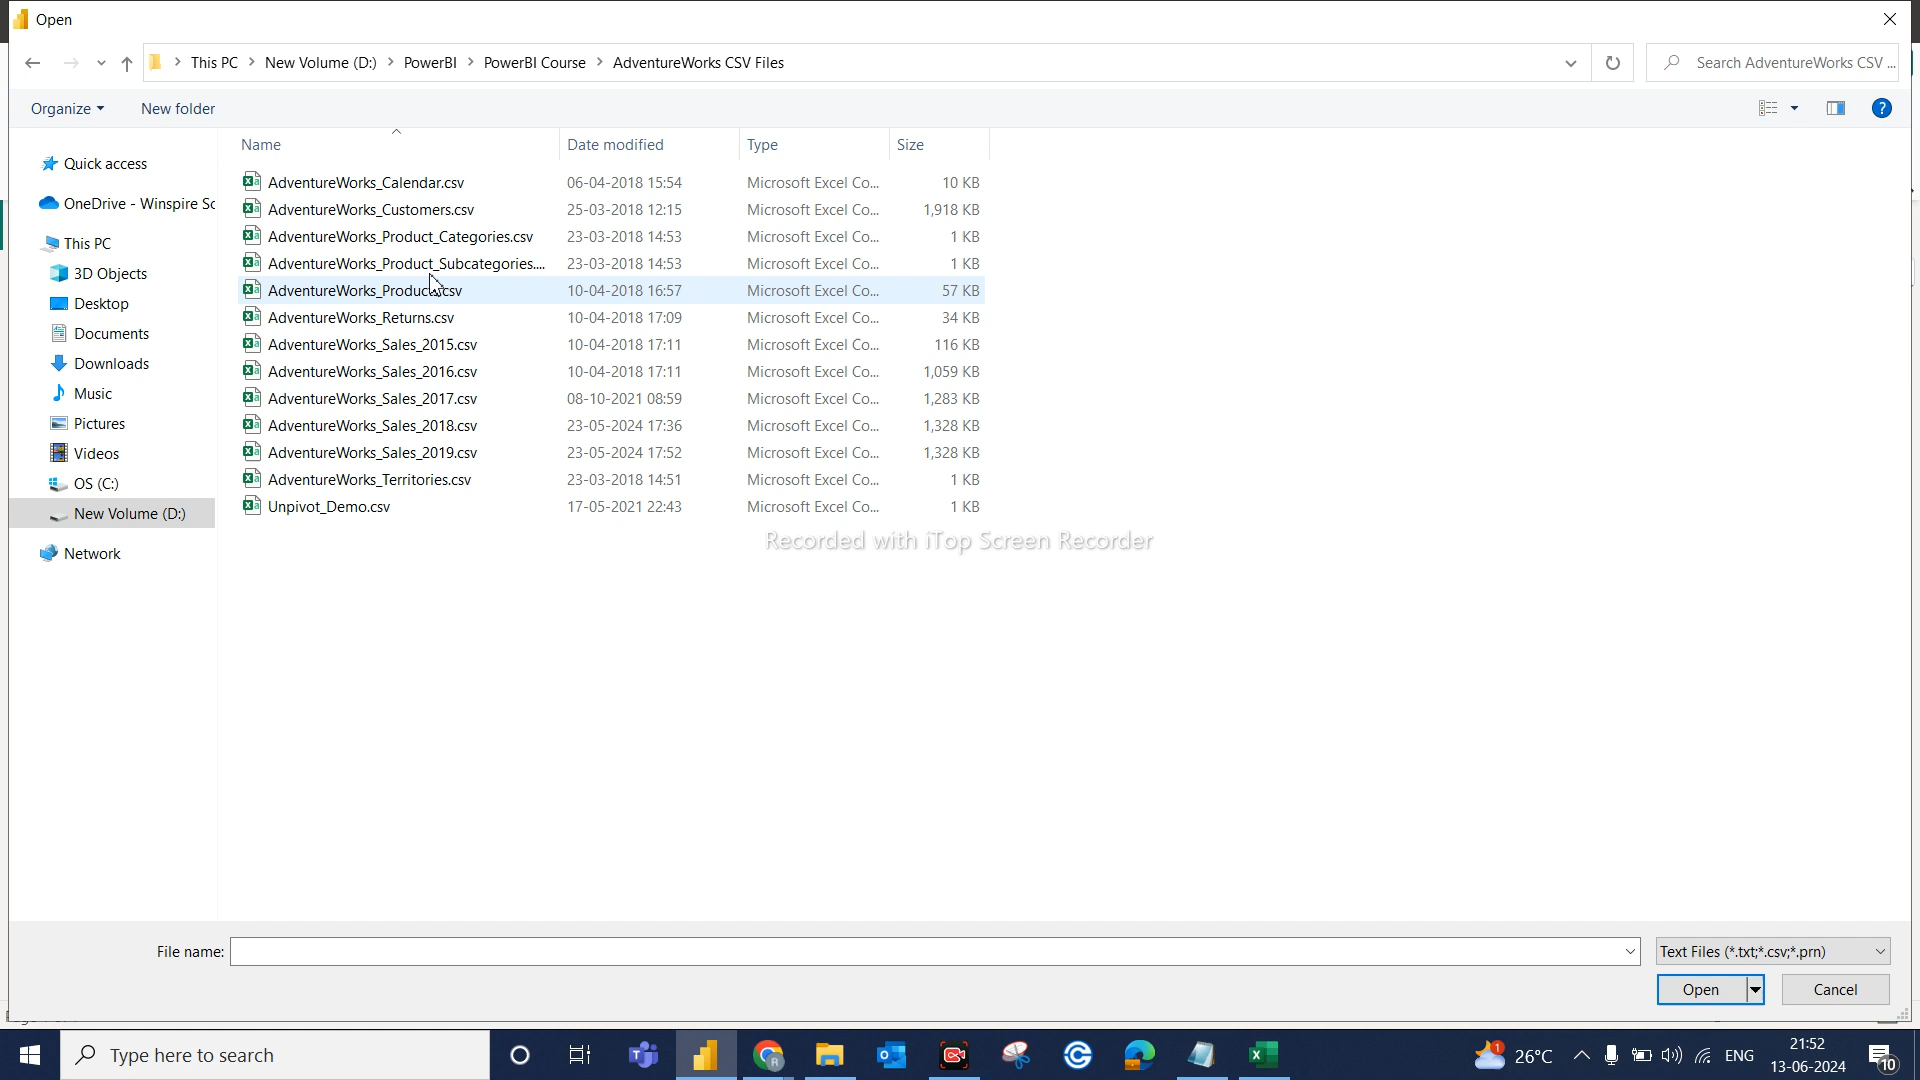 Open
This PC > New Volume (D:) > PowerBI > PowerBI Course > AdventureWorks CSV Files
Search AdventureWorks CSV ...
Organize
New folder
Name
Date modified
Type
Size
Quick access
OneDrive - Winspire Sc
This PC
3D Objects
Desktop
Documents
Downloads
Music
Pictures
Videos
OS (C:)
New Volume (D:)
Network
AdventureWorks_Calendar.csv 06-04-2018 15:54 Microsoft Excel Co... 10 KB
AdventureWorks_Customers.csv 25-03-2018 12:15 Microsoft Excel Co... 1,918 KB
AdventureWorks_Product_Categories.csv 23-03-2018 14:53 Microsoft Excel Co... 1 KB
AdventureWorks_Product_Subcategories.... 23-03-2018 14:53 Microsoft Excel Co... 1 KB
10-04-2018 16:57 Microsoft Excel Co... 57 KB
AdventureWorks_Returns.csv 10-04-2018 17:09 Microsoft Excel Co... 34 KB
AdventureWorks_Sales_2015.csv 10-04-2018 17:11 Microsoft Excel Co... 116 KB
AdventureWorks_Sales_2016.csv 10-04-2018 17:11 Microsoft Excel Co... 1,059 KB
AdventureWorks_Sales_2017.csv 08-10-2021 08:59 Microsoft Excel Co... 1,283 KB
AdventureWorks_Sales_2018.csv 23-05-2024 17:36 Microsoft Excel Co... 1,328 KB
AdventureWorks_Sales_2019.csv 23-05-2024 17:52 Microsoft Excel Co... 1,328 KB
AdventureWorks_Territories.csv 23-03-2018 14:51 Microsoft Excel Co... 1 KB
Unpivot_Demo.csv 17-05-2021 22:43 Microsoft Excel Co... 1 KB
Recorded with iTop Screen Recorder
File name:
Text Files (*.txt;*.csv;*.prn)
Open
Cancel
Type here to search
26°C
ENG
21:52
13-06-2024
10